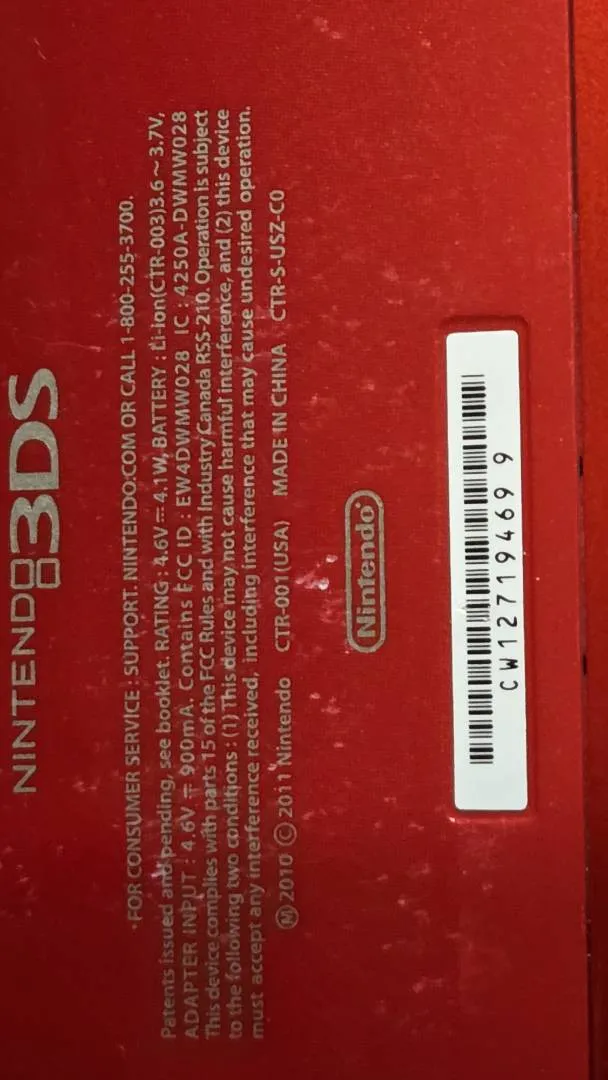 NINTENDO 3DS
FOR CONSUMER SERVICE : SUPPORT. NINTENDO.COM OR CALL 1-800-255-3700.
Patents issued and pending, see booklet. RATING : 4.6V⎓4.1W, BATTERY : Li-ion(CTR-003)3.6~3.7V,
ADAPTER INPUT : 4.6V ⎓ 900mA. Contains FCC ID : EW4DWMW028 IC : 4250A-DWMW028
This device complies with parts 15 of the FCC Rules and with Industry Canada RSS-210. Operation is subject
to the following two conditions : (1) This device may not cause harmful interference, and (2) this device
must accept any interference received, including interference that may cause undesired operation.
Ⓜ 2010 © 2011 Nintendo CTR-001(USA) MADE IN CHINA CTR-S-USZ-C0
Nintendo®
CW12719469 9